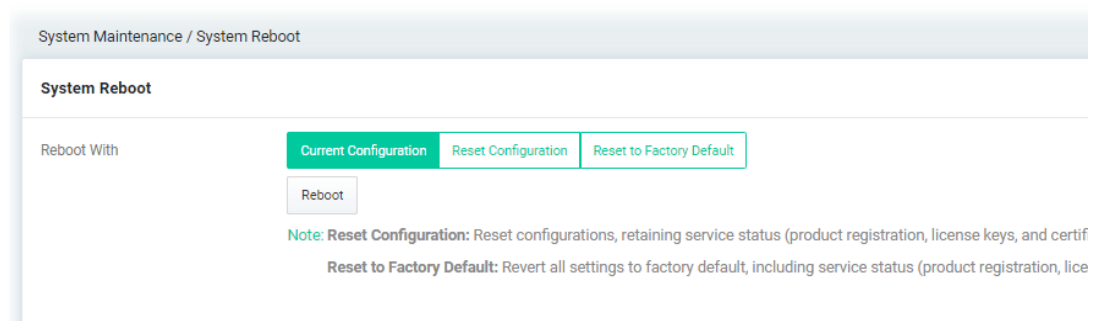 System Maintenance / System Reboot
System Reboot
Reboot With
Current Configuration Reset Configuration Reset to Factory Default
Reboot
Note: Reset Configuration: Reset configurations, retaining service status (product registration, license keys, and certif
Reset to Factory Default: Revert all settings to factory default, including service status (product registration, lice